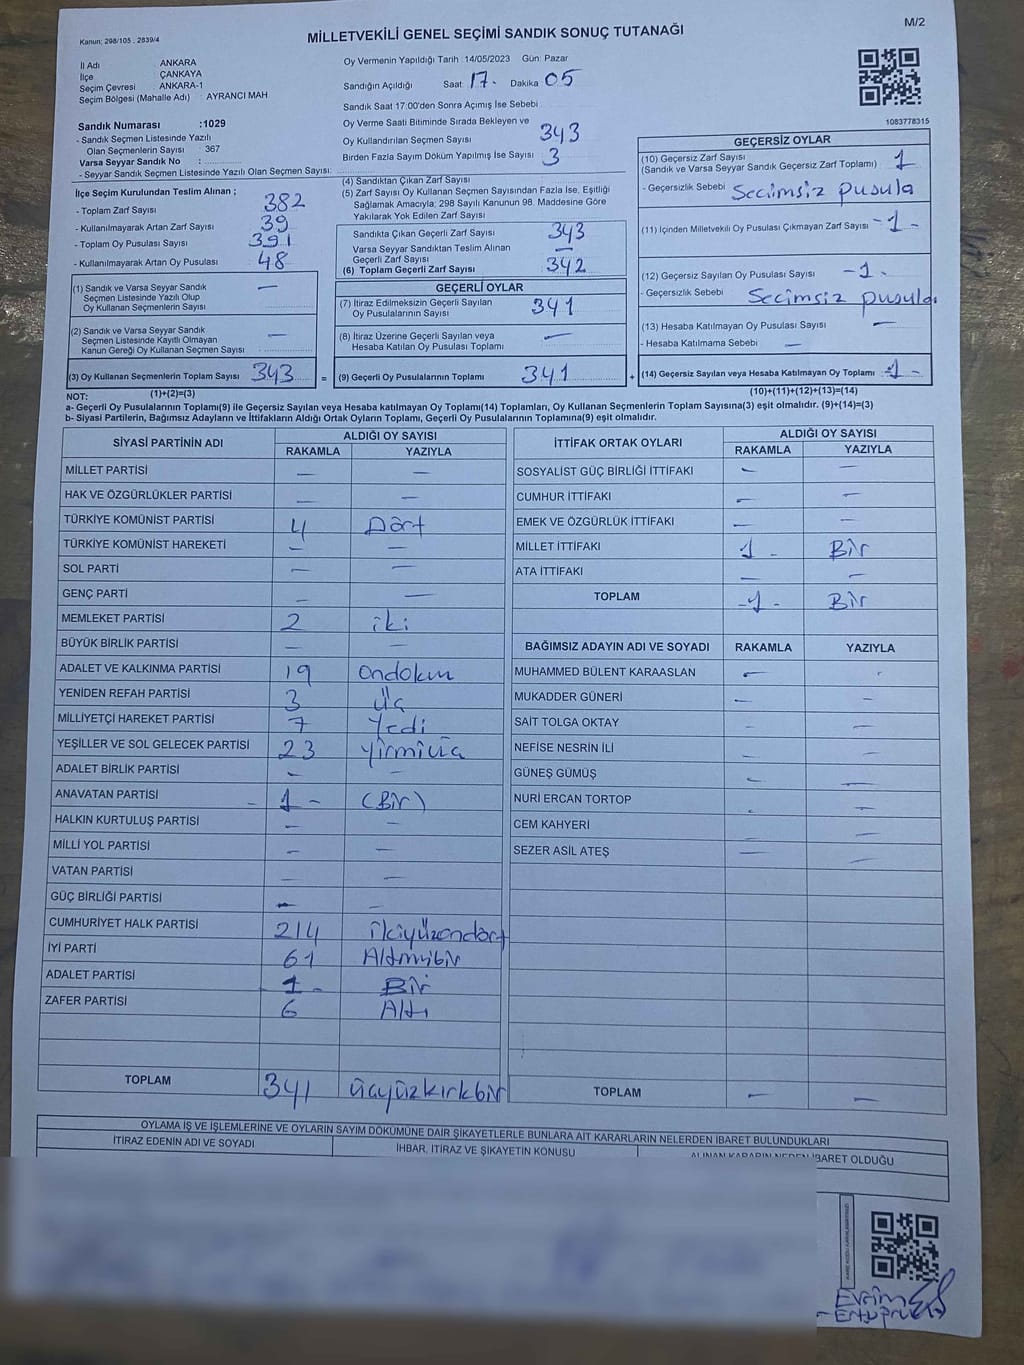 M/2
Kanun: 298/105 . 2839/4
MİLLETVEKİLİ GENEL SEÇİMİ SANDIK SONUÇ TUTANAĞI
İl Adı ANKARA
İlçe ÇANKAYA
Seçim Çevresi ANKARA-1
Seçim Bölgesi (Mahalle Adı) AYRANCI MAH
Sandık Numarası :1029
- Sandık Seçmen Listesinde Yazılı
Olan Seçmenlerin Sayısı : 367
Varsa Seyyar Sandık No :
- Seyyar Sandık Seçmen Listesinde Yazılı Olan Seçmen Sayısı:
Oy Vermenin Yapıldığı Tarih :14/05/2023 Gün: Pazar
Sandığın Açıldığı Saat 17. Dakika 05
Sandık Saat 17:00'den Sonra Açımış İse Sebebi
Oy Verme Saati Bitiminde Sırada Bekleyen ve
Oy Kullandırılan Seçmen Sayısı 343
Birden Fazla Sayım Döküm Yapılmış İse Sayısı 3
1083778315
İlçe Seçim Kurulundan Teslim Alınan ;
- Toplam Zarf Sayısı 382
- Kullanılmayarak Artan Zarf Sayısı 39
- Toplam Oy Pusulası Sayısı 391
- Kullanılmayarak Artan Oy Pusulası 48
(4) Sandıktan Çıkan Zarf Sayısı
(5) Zarf Sayısı Oy Kullanan Seçmen Sayısından Fazla İse, Eşitliği
Sağlamak Amacıyla; 298 Sayılı Kanunun 98. Maddesine Göre
Yakılarak Yok Edilen Zarf Sayısı
Sandıkta Çıkan Geçerli Zarf Sayısı 343
Varsa Seyyar Sandıktan Teslim Alınan
Geçerli Zarf Sayısı —
(6) Toplam Geçerli Zarf Sayısı 342
GEÇERSİZ OYLAR
(10) Geçersiz Zarf Sayısı
(Sandık ve Varsa Seyyar Sandık Geçersiz Zarf Toplamı) 1
- Geçersizlik Sebebi Secimsiz pusula
(11) İçinden Milletvekili Oy Pusulası Çıkmayan Zarf Sayısı -1-
(12) Geçersiz Sayılan Oy Pusulası Sayısı -1-
- Geçersizlik Sebebi Secimsiz pusula
(13) Hesaba Katılmayan Oy Pusulası Sayısı —
- Hesaba Katılmama Sebebi —
(1) Sandık ve Varsa Seyyar Sandık
Seçmen Listesinde Yazılı Olup
Oy Kullanan Seçmenlerin Sayısı —
(2) Sandık ve Varsa Seyyar Sandık
Seçmen Listesinde Kayıtlı Olmayan
Kanun Gereği Oy Kullanan Seçmen Sayısı —
GEÇERLİ OYLAR
(7) İtiraz Edilmeksizin Geçerli Sayılan
Oy Pusulalarının Sayısı 341
(8) İtiraz Üzerine Geçerli Sayılan veya
Hesaba Katılan Oy Pusulası Toplamı —
(3) Oy Kullanan Seçmenlerin Toplam Sayısı 343 = (9) Geçerli Oy Pusulalarının Toplamı 341 + (14) Geçersiz Sayılan veya Hesaba Katılmayan Oy Toplamı -1-
NOT: (1)+(2)=(3) (10)+(11)+(12)+(13)=(14)
a- Geçerli Oy Pusulalarının Toplamı(9) ile Geçersiz Sayılan veya Hesaba katılmayan Oy Toplamı(14) Toplamları, Oy Kullanan Seçmenlerin Toplam Sayısına(3) eşit olmalıdır. (9)+(14)=(3)
b- Siyasi Partilerin, Bağımsız Adayların ve İttifakların Aldığı Ortak Oyların Toplamı, Geçerli Oy Pusulalarının Toplamına(9) eşit olmalıdır.
SİYASİ PARTİNİN ADI ALDIĞI OY SAYISI
RAKAMLA YAZIYLA
MİLLET PARTİSİ — —
HAK VE ÖZGÜRLÜKLER PARTİSİ — —
TÜRKİYE KOMÜNİST PARTİSİ 4 Dört
TÜRKİYE KOMÜNİST HAREKETİ — —
SOL PARTİ — —
GENÇ PARTİ — —
MEMLEKET PARTİSİ 2 iki
BÜYÜK BİRLİK PARTİSİ — —
ADALET VE KALKINMA PARTİSİ 19 ondokuz
YENİDEN REFAH PARTİSİ 3 Üç
MİLLİYETÇİ HAREKET PARTİSİ 7 Yedi
YEŞİLLER VE SOL GELECEK PARTİSİ 23 yirmiüç
ADALET BİRLİK PARTİSİ — —
ANAVATAN PARTİSİ - 1 - (Bir)
HALKIN KURTULUŞ PARTİSİ — —
MİLLİ YOL PARTİSİ — —
VATAN PARTİSİ — —
GÜÇ BİRLİĞİ PARTİSİ — —
CUMHURİYET HALK PARTİSİ 214 ikiyüzondört
İYİ PARTİ 61 Altmışbir
ADALET PARTİSİ 1 - Bir
ZAFER PARTİSİ 6 Altı
TOPLAM 341 üçyüzkırkbir
İTTİFAK ORTAK OYLARI ALDIĞI OY SAYISI
RAKAMLA YAZIYLA
SOSYALİST GÜÇ BİRLİĞİ İTTİFAKI — —
CUMHUR İTTİFAKI — —
EMEK VE ÖZGÜRLÜK İTTİFAKI — —
MİLLET İTTİFAKI 1 - Bir
ATA İTTİFAKI — —
TOPLAM -1- Bir
BAĞIMSIZ ADAYIN ADI VE SOYADI RAKAMLA YAZIYLA
MUHAMMED BÜLENT KARAASLAN —
MUKADDER GÜNERİ — —
SAİT TOLGA OKTAY — —
NEFİSE NESRİN İLİ — —
GÜNEŞ GÜMÜŞ — —
NURİ ERCAN TORTOP — —
CEM KAHYERİ — —
SEZER ASİL ATEŞ — —
TOPLAM — —
OYLAMA İŞ VE İŞLEMLERİNE VE OYLARIN SAYIM DÖKÜMÜNE DAİR ŞİKAYETLERLE BUNLARA AİT KARARLARIN NELERDEN İBARET BULUNDUKLARI
İTİRAZ EDENİN ADI VE SOYADI İHBAR, İTİRAZ VE ŞİKAYETİN KONUSU ALINAN KARARIN NEDEN İBARET OLDUĞU
Evrim